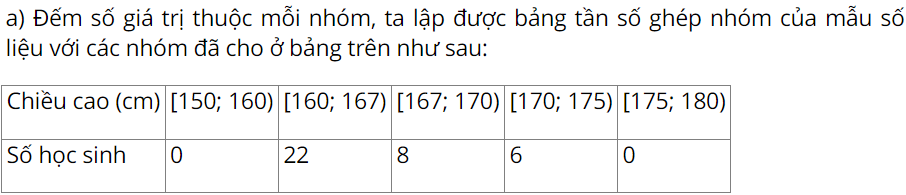 a) Đếm số giá trị thuộc mỗi nhóm, ta lập được bảng tần số ghép nhóm của mẫu số
liệu với các nhóm đã cho ở bảng trên như sau:
Chiều cao (cm) [150; 160) [160; 167) [167; 170) [170; 175) [175; 180)
Số học sinh 0 22 8 6 0